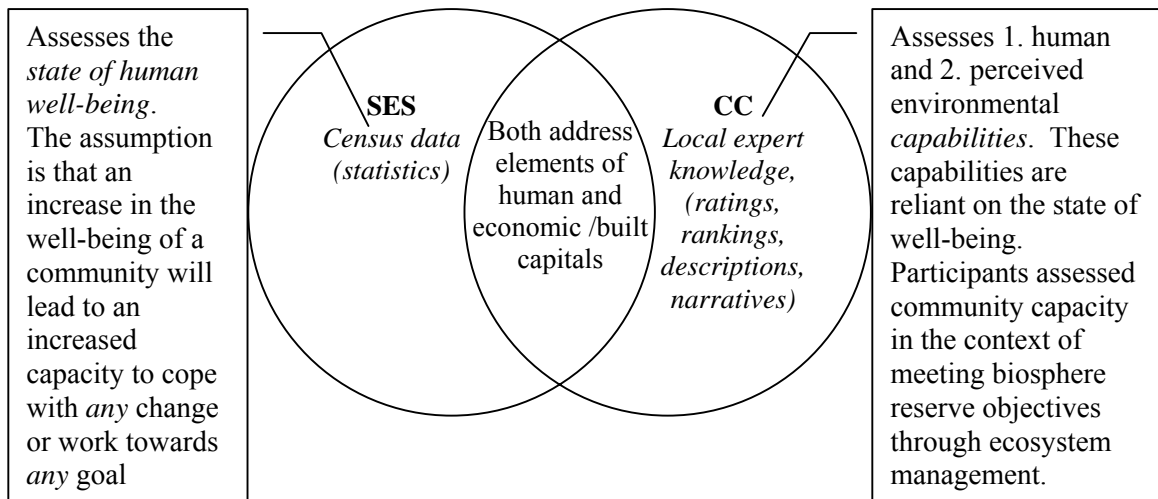 Assesses the
state of human
well-being.
The assumption
is that an
increase in the
well-being of a
community will
lead to an
increased
capacity to cope
with any change
or work towards
any goal
SES
Census data
(statistics)
Both address
elements of
human and
economic /built
capitals
CC
Local expert
knowledge,
(ratings,
rankings,
descriptions,
narratives)
Assesses 1. human
and 2. perceived
environmental
capabilities. These
capabilities are
reliant on the state of
well-being.
Participants assessed
community capacity
in the context of
meeting biosphere
reserve objectives
through ecosystem
management.